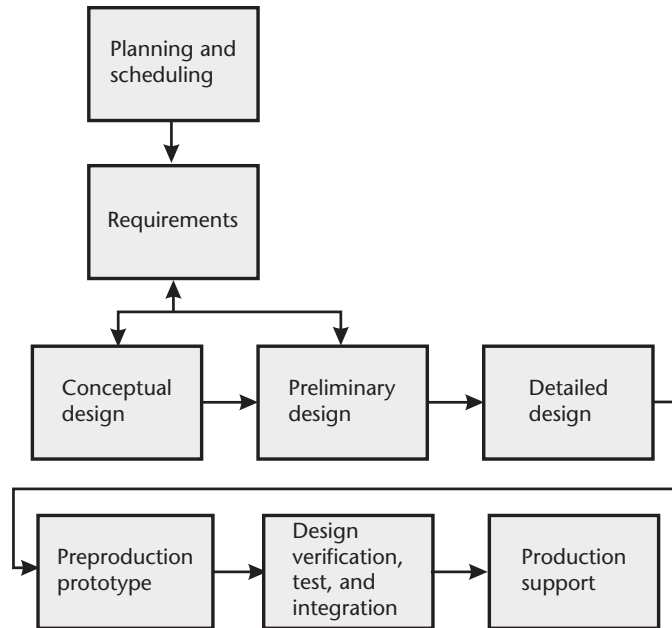 Planning and
scheduling
Requirements
Conceptual
design
Preliminary
design
Detailed
design
Preproduction
prototype
Design
verification,
test, and
integration
Production
support